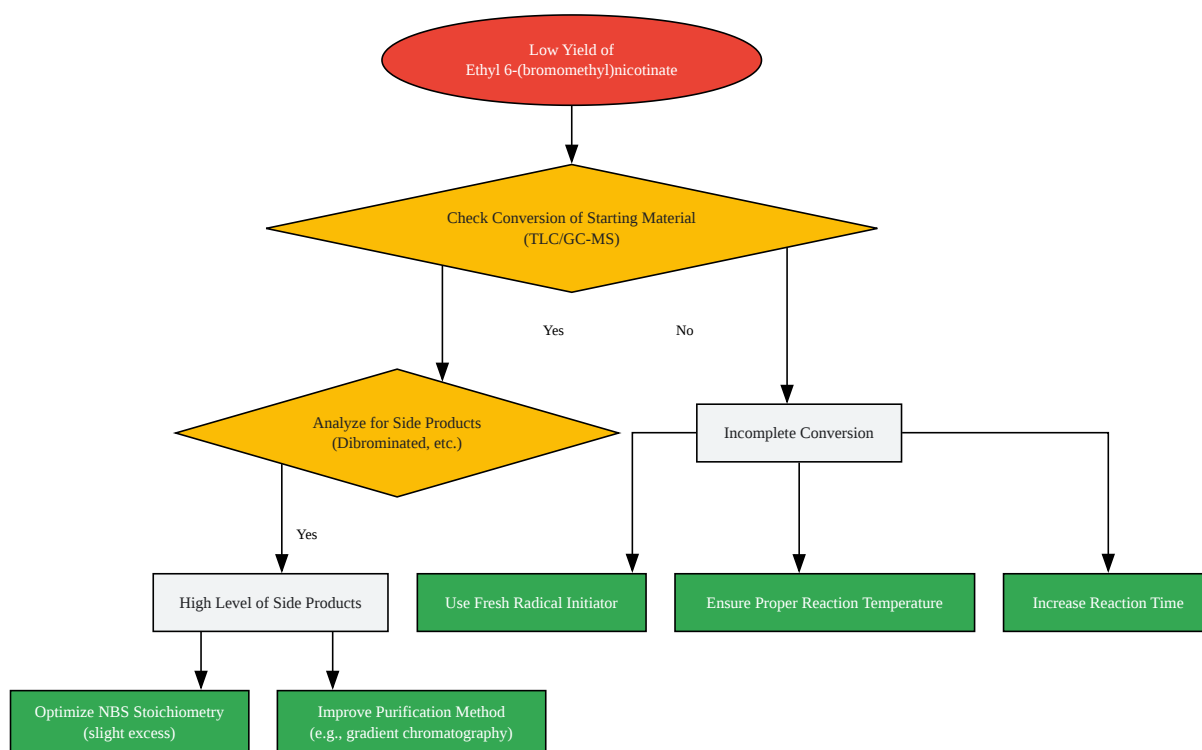 Low Yield of
Ethyl 6-(bromomethyl)nicotinate
Check Conversion of Starting Material
(TLC/GC-MS)
Yes
No
Analyze for Side Products
(Dibrominated, etc.)
Incomplete Conversion
Yes
High Level of Side Products
Use Fresh Radical Initiator
Ensure Proper Reaction Temperature
Increase Reaction Time
Optimize NBS Stoichiometry
(slight excess)
Improve Purification Method
(e.g., gradient chromatography)